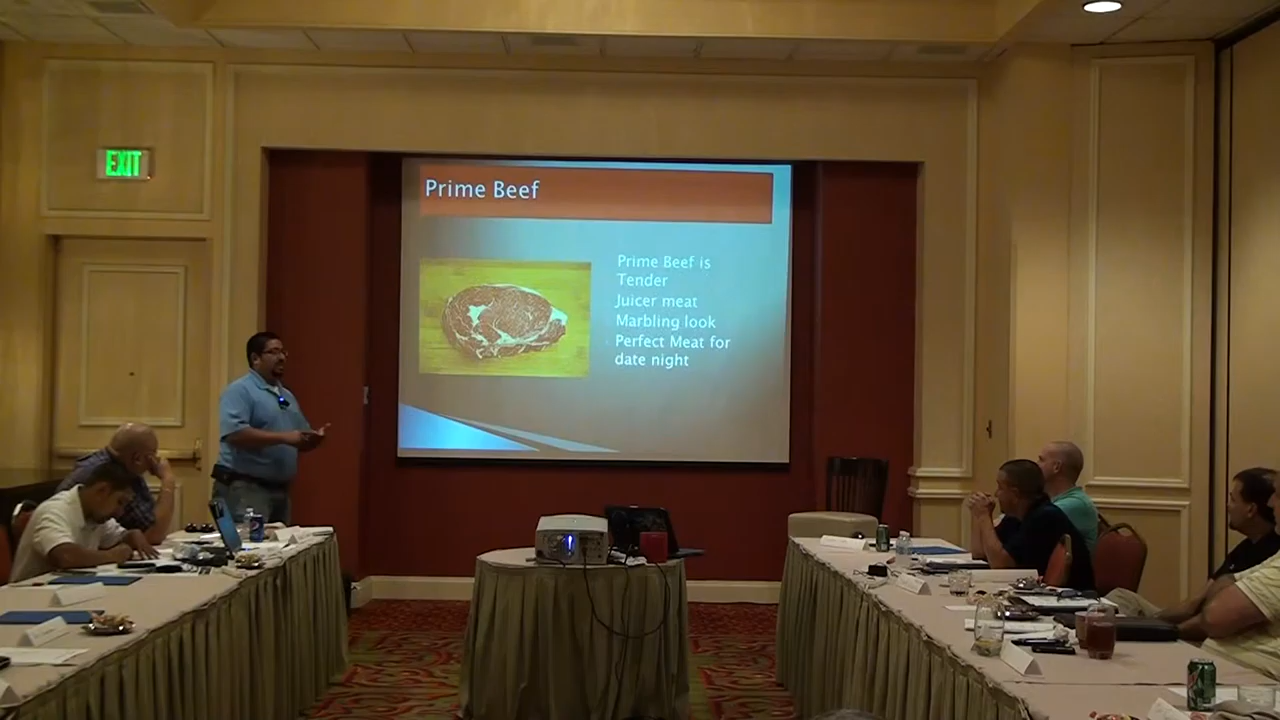 EXIT
Prime Beef
Prime Beef is
Tender
Juicer meat
Marbling look
Perfect Meat for
date night